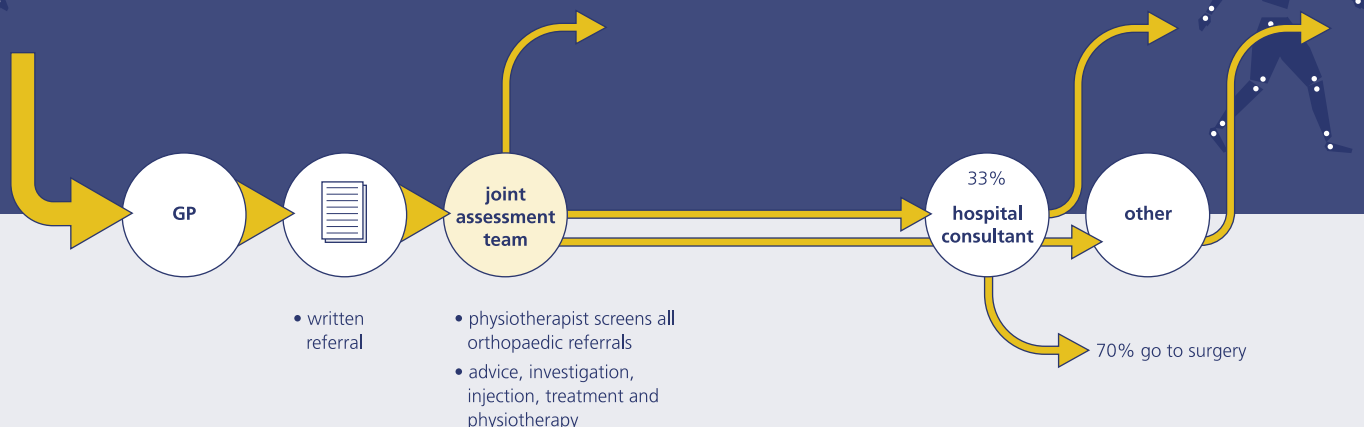 GP
joint
assessment
team
33%
hospital
consultant
other
• written
referral
• physiotherapist screens all
orthopaedic referrals
• advice, investigation,
injection, treatment and
physiotherapy
70% go to surgery